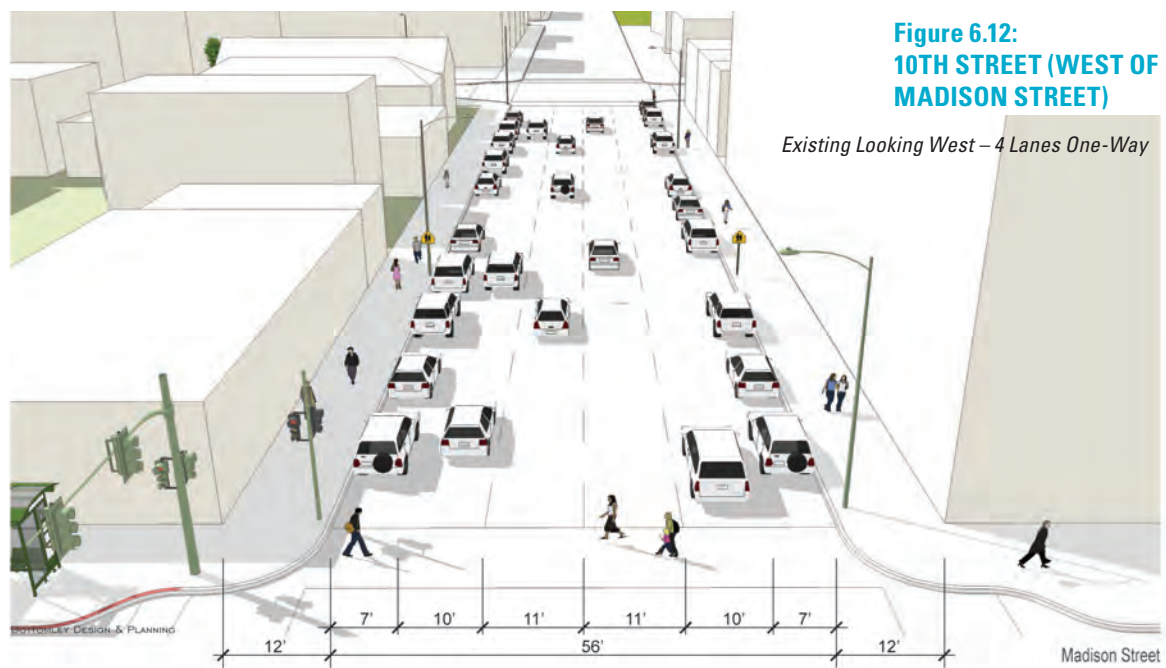 Figure 6.12:
10TH STREET (WEST OF
MADISON STREET)
Existing Looking West – 4 Lanes One-Way
7' 10' 11' 11' 10' 7'
BOTTOMLEY DESIGN & PLANNING
12' 56' 12'
Madison Street